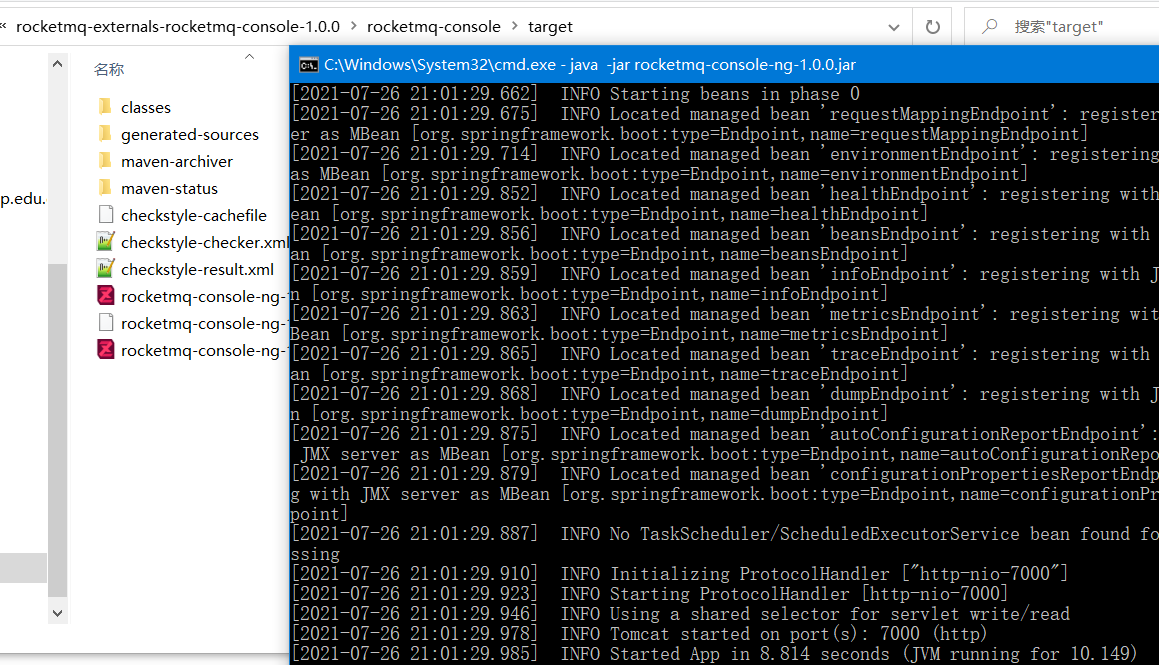 « rocketmq-externals-rocketmq-console-1.0.0 > rocketmq-console > target
搜索"target"
名称
classes
generated-sources
maven-archiver
maven-status
checkstyle-cachefile
checkstyle-checker.xml
checkstyle-result.xml
rocketmq-console-ng-
rocketmq-console-ng-
rocketmq-console-ng-
p.edu.
C:\Windows\System32\cmd.exe - java  -jar rocketmq-console-ng-1.0.0.jar
[2021-07-26 21:01:29.662]  INFO Starting beans in phase 0
[2021-07-26 21:01:29.675]  INFO Located managed bean 'requestMappingEndpoint': register
er as MBean [org.springframework.boot:type=Endpoint,name=requestMappingEndpoint]
[2021-07-26 21:01:29.714]  INFO Located managed bean 'environmentEndpoint': registering
as MBean [org.springframework.boot:type=Endpoint,name=environmentEndpoint]
[2021-07-26 21:01:29.852]  INFO Located managed bean 'healthEndpoint': registering with
ean [org.springframework.boot:type=Endpoint,name=healthEndpoint]
[2021-07-26 21:01:29.856]  INFO Located managed bean 'beansEndpoint': registering with
an [org.springframework.boot:type=Endpoint,name=beansEndpoint]
[2021-07-26 21:01:29.859]  INFO Located managed bean 'infoEndpoint': registering with J
n [org.springframework.boot:type=Endpoint,name=infoEndpoint]
[2021-07-26 21:01:29.863]  INFO Located managed bean 'metricsEndpoint': registering wit
Bean [org.springframework.boot:type=Endpoint,name=metricsEndpoint]
[2021-07-26 21:01:29.865]  INFO Located managed bean 'traceEndpoint': registering with
an [org.springframework.boot:type=Endpoint,name=traceEndpoint]
[2021-07-26 21:01:29.868]  INFO Located managed bean 'dumpEndpoint': registering with J
n [org.springframework.boot:type=Endpoint,name=dumpEndpoint]
[2021-07-26 21:01:29.875]  INFO Located managed bean 'autoConfigurationReportEndpoint':
JMX server as MBean [org.springframework.boot:type=Endpoint,name=autoConfigurationRepo
[2021-07-26 21:01:29.879]  INFO Located managed bean 'configurationPropertiesReportEndp
g with JMX server as MBean [org.springframework.boot:type=Endpoint,name=configurationPr
point]
[2021-07-26 21:01:29.887]  INFO No TaskScheduler/ScheduledExecutorService bean found fo
ssing
[2021-07-26 21:01:29.910]  INFO Initializing ProtocolHandler ["http-nio-7000"]
[2021-07-26 21:01:29.923]  INFO Starting ProtocolHandler [http-nio-7000]
[2021-07-26 21:01:29.946]  INFO Using a shared selector for servlet write/read
[2021-07-26 21:01:29.978]  INFO Tomcat started on port(s): 7000 (http)
[2021-07-26 21:01:29.985]  INFO Started App in 8.814 seconds (JVM running for 10.149)